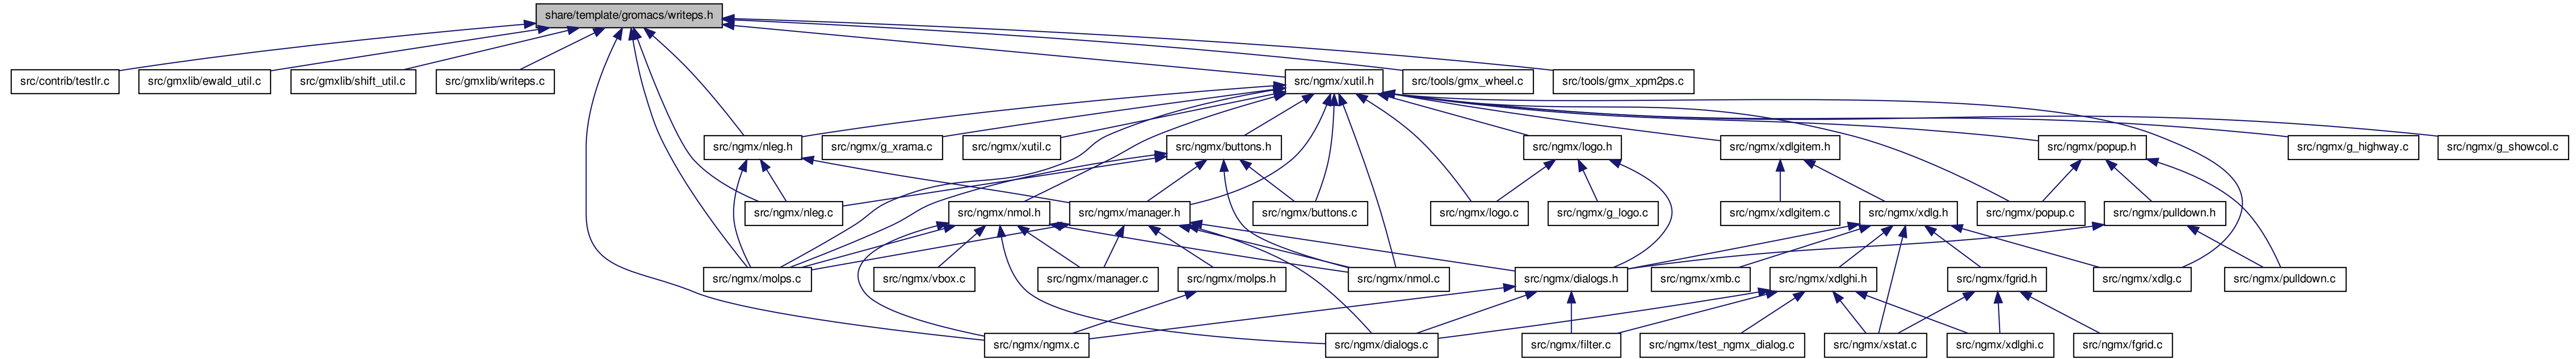 share/template/gromacs/writeps.h
src/contrib/testlr.c
src/gmxlib/ewald_util.c
src/gmxlib/shift_util.c
src/gmxlib/writeps.c
src/ngmx/xutil.h
src/tools/gmx_wheel.c
src/tools/gmx_xpm2ps.c
src/ngmx/nleg.h
src/ngmx/g_xrama.c
src/ngmx/xutil.c
src/ngmx/buttons.h
src/ngmx/logo.h
src/ngmx/xdlgitem.h
src/ngmx/popup.h
src/ngmx/g_highway.c
src/ngmx/g_showcol.c
src/ngmx/nleg.c
src/ngmx/nmol.h
src/ngmx/manager.h
src/ngmx/buttons.c
src/ngmx/logo.c
src/ngmx/g_logo.c
src/ngmx/xdlgitem.c
src/ngmx/xdlg.h
src/ngmx/popup.c
src/ngmx/pulldown.h
src/ngmx/molps.c
src/ngmx/vbox.c
src/ngmx/manager.c
src/ngmx/molps.h
src/ngmx/nmol.c
src/ngmx/dialogs.h
src/ngmx/xmb.c
src/ngmx/xdlghi.h
src/ngmx/fgrid.h
src/ngmx/xdlg.c
src/ngmx/pulldown.c
src/ngmx/ngmx.c
src/ngmx/dialogs.c
src/ngmx/filter.c
src/ngmx/test_ngmx_dialog.c
src/ngmx/xstat.c
src/ngmx/xdlghi.c
src/ngmx/fgrid.c